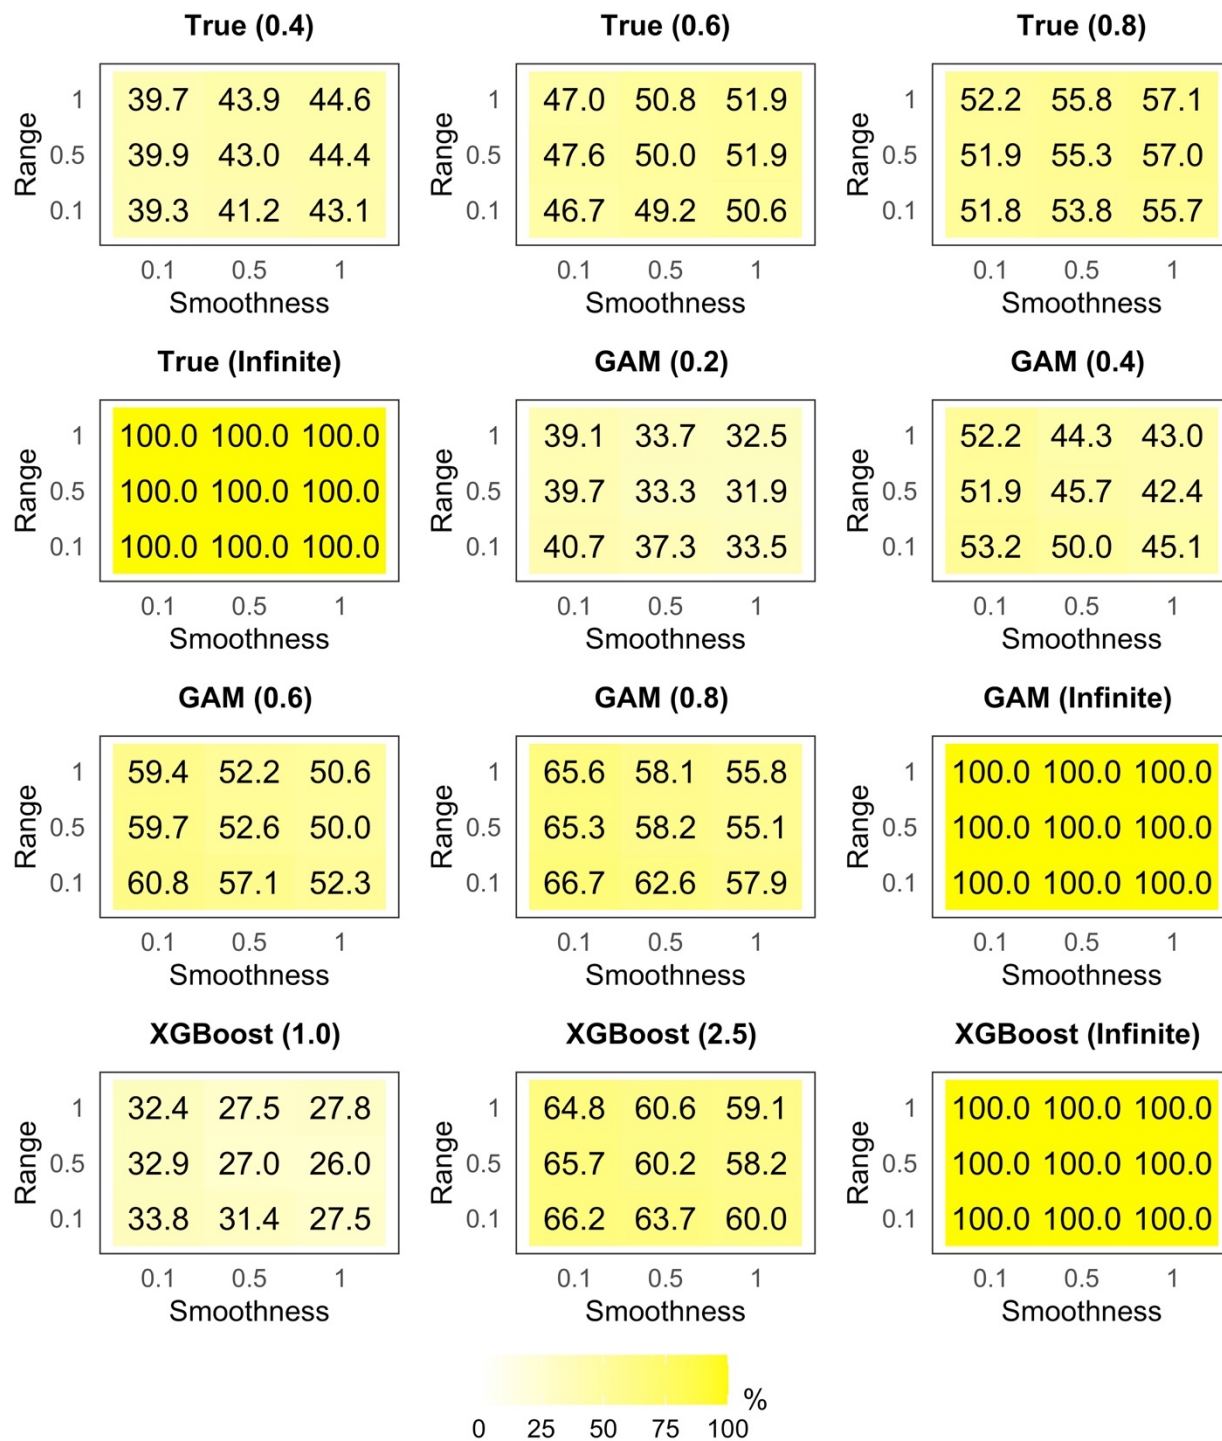 True (0.4) True (0.6) True (0.8)
Range 1 39.7 43.9 44.6 Range 1 47.0 50.8 51.9 Range 1 52.2 55.8 57.1
0.5 39.9 43.0 44.4 0.5 47.6 50.0 51.9 0.5 51.9 55.3 57.0
0.1 39.3 41.2 43.1 0.1 46.7 49.2 50.6 0.1 51.8 53.8 55.7
0.1 0.5 1 0.1 0.5 1 0.1 0.5 1
Smoothness Smoothness Smoothness
True (Infinite) GAM (0.2) GAM (0.4)
Range 1 100.0 100.0 100.0 Range 1 39.1 33.7 32.5 Range 1 52.2 44.3 43.0
0.5 100.0 100.0 100.0 0.5 39.7 33.3 31.9 0.5 51.9 45.7 42.4
0.1 100.0 100.0 100.0 0.1 40.7 37.3 33.5 0.1 53.2 50.0 45.1
0.1 0.5 1 0.1 0.5 1 0.1 0.5 1
Smoothness Smoothness Smoothness
GAM (0.6) GAM (0.8) GAM (Infinite)
Range 1 59.4 52.2 50.6 Range 1 65.6 58.1 55.8 Range 1 100.0 100.0 100.0
0.5 59.7 52.6 50.0 0.5 65.3 58.2 55.1 0.5 100.0 100.0 100.0
0.1 60.8 57.1 52.3 0.1 66.7 62.6 57.9 0.1 100.0 100.0 100.0
0.1 0.5 1 0.1 0.5 1 0.1 0.5 1
Smoothness Smoothness Smoothness
XGBoost (1.0) XGBoost (2.5) XGBoost (Infinite)
Range 1 32.4 27.5 27.8 Range 1 64.8 60.6 59.1 Range 1 100.0 100.0 100.0
0.5 32.9 27.0 26.0 0.5 65.7 60.2 58.2 0.5 100.0 100.0 100.0
0.1 33.8 31.4 27.5 0.1 66.2 63.7 60.0 0.1 100.0 100.0 100.0
0.1 0.5 1 0.1 0.5 1 0.1 0.5 1
Smoothness Smoothness Smoothness
%
0 25 50 75 100